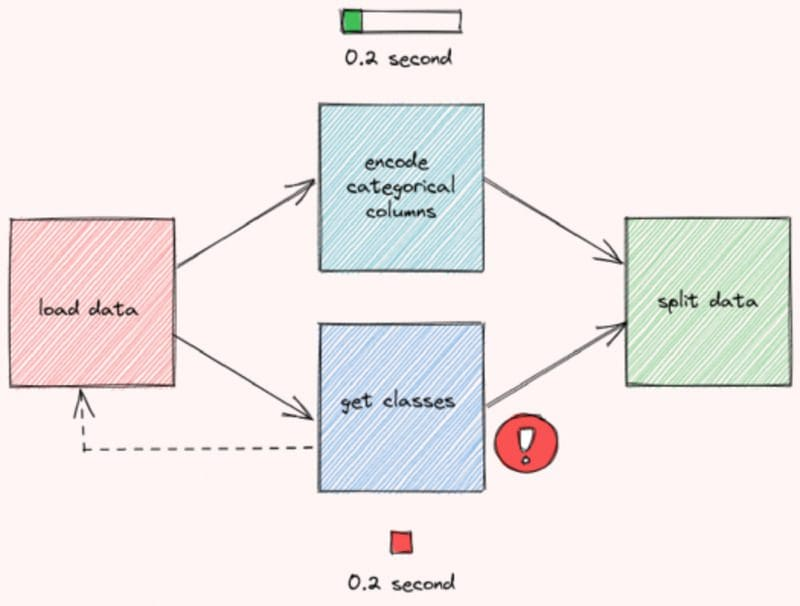 0.2 second
encode
categorical
columns
load data
split data
get classes
!
0.2 second